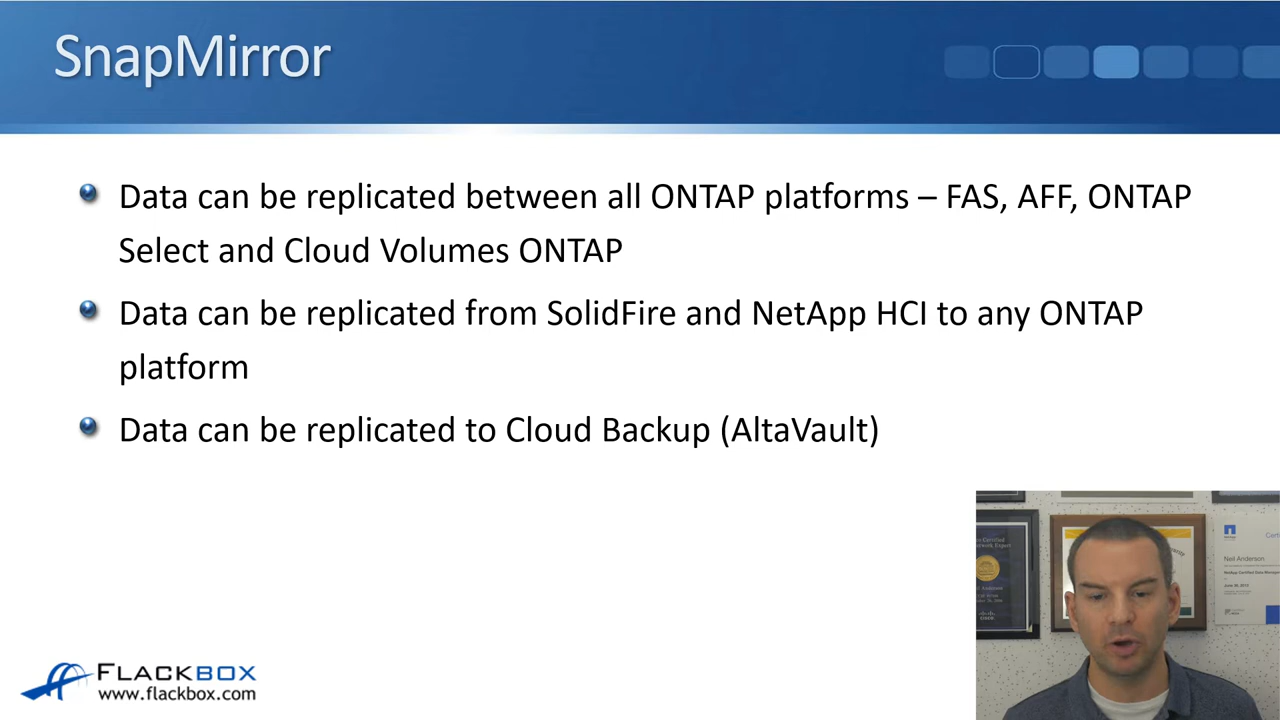 SnapMirror
Data can be replicated between all ONTAP platforms – FAS, AFF, ONTAP
Select and Cloud Volumes ONTAP
Data can be replicated from SolidFire and NetApp HCI to any ONTAP
platform
Data can be replicated to Cloud Backup (AltaVault)
Neil Anderson
FLACKBOX
www.flackbox.com